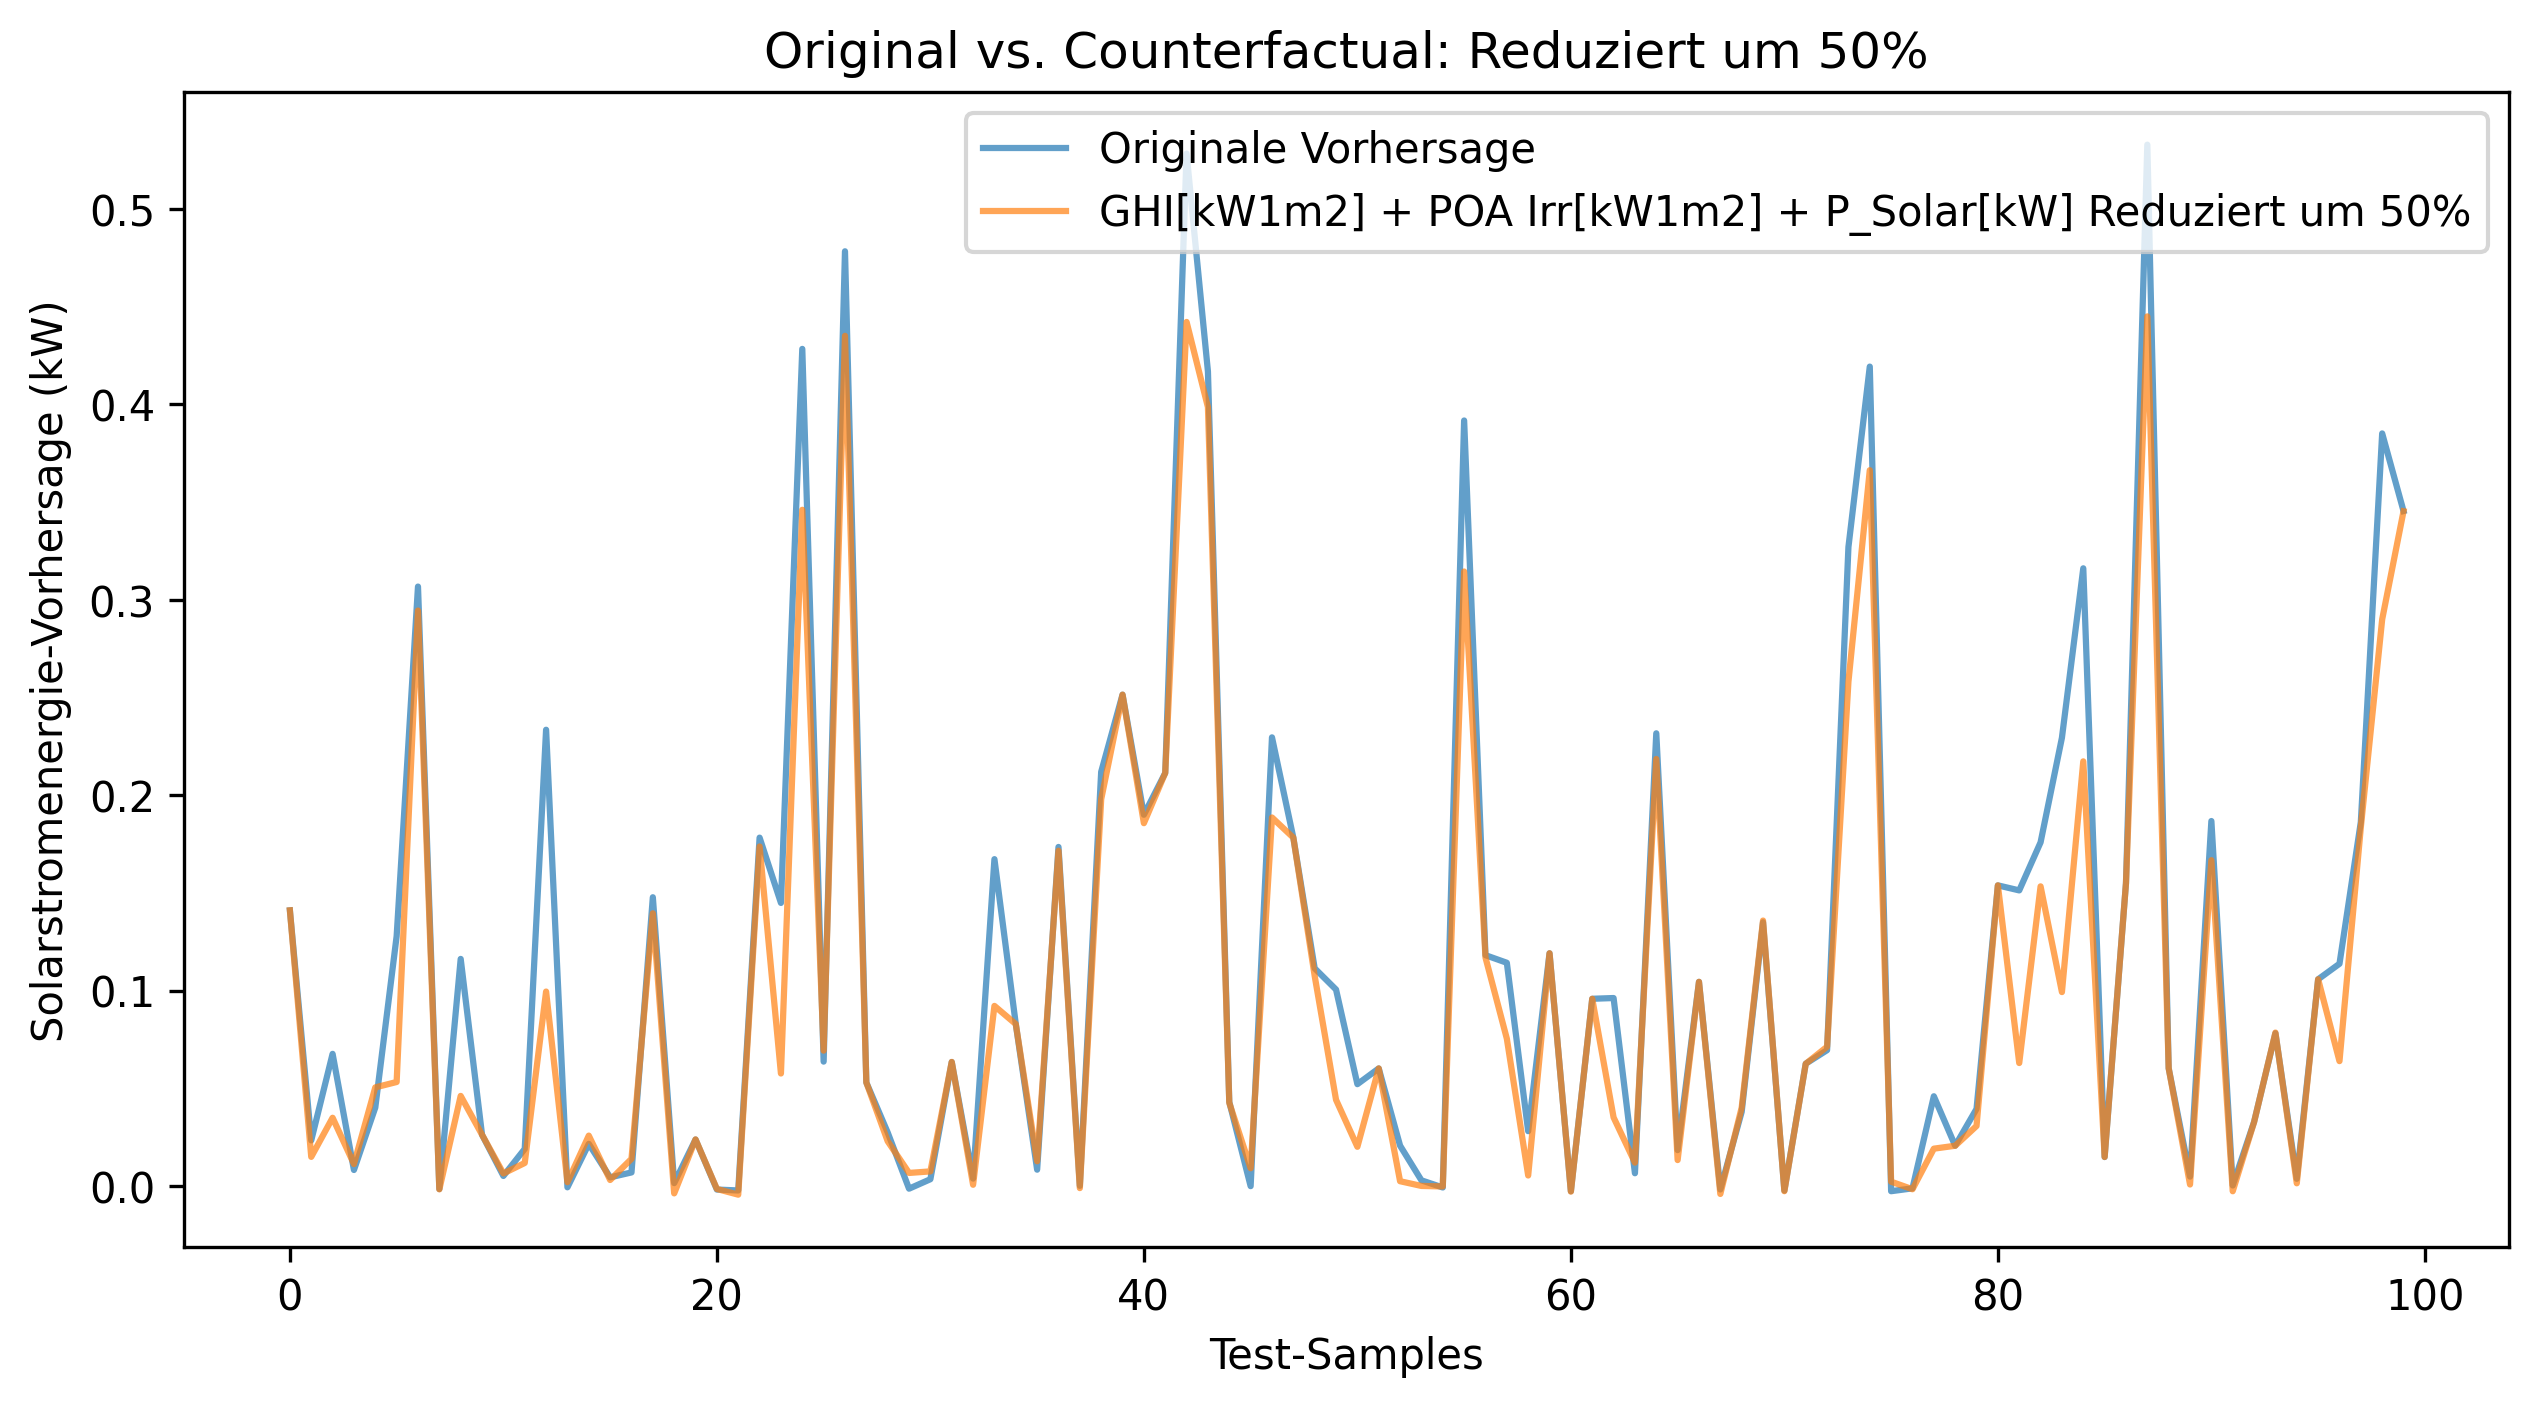 Original vs. Counterfactual: Reduziert um 50%
Originale Vorhersage
GHI[kW1m2] + POA Irr[kW1m2] + P_Solar[kW] Reduziert um 50%
Solarstromenergie-Vorhersage (kW)
0.5
0.4
0.3
0.2
0.1
0.0
0 20 40 60 80 100
Test-Samples